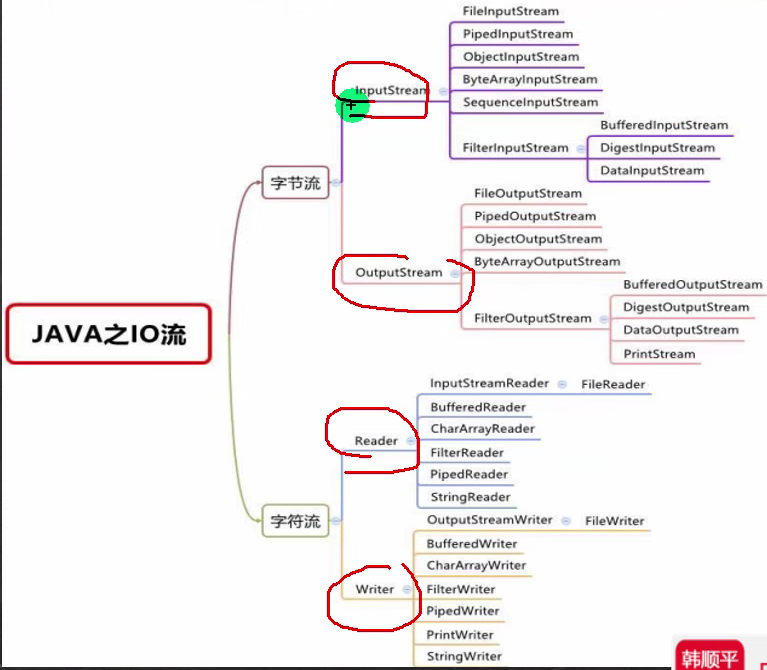 JAVA之IO流
字节流
InputStream
FileInputStream
PipedInputStream
ObjectInputStream
ByteArrayInputStream
SequenceInputStream
FilterInputStream
BufferedInputStream
DigestInputStream
DataInputStream
OutputStream
FileOutputStream
PipedOutputStream
ObjectOutputStream
ByteArrayOutputStream
FilterOutputStream
BufferedOutputStream
DigestOutputStream
DataOutputStream
PrintStream
字符流
Reader
InputStreamReader
FileReader
BufferedReader
CharArrayReader
FilterReader
PipedReader
StringReader
Writer
OutputStreamWriter
FileWriter
BufferedWriter
CharArrayWriter
FilterWriter
PipedWriter
PrintWriter
StringWriter
韩顺平